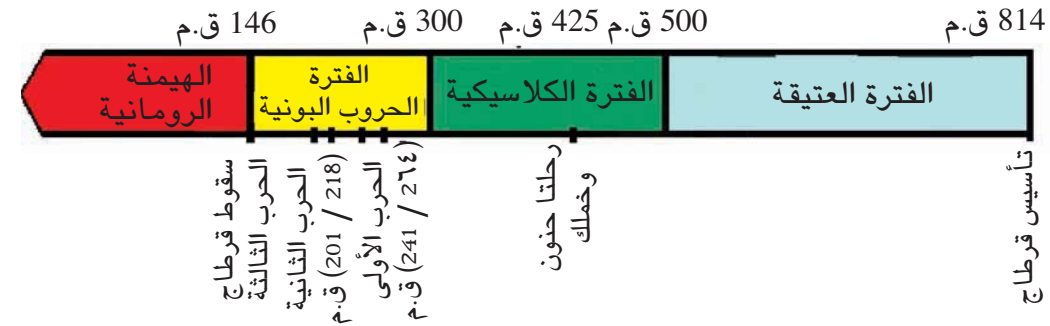 814 ق.م
500 ق.م
425 ق.م
300 ق.م
146 ق.م
الفترة العتيقة
الفترة الكلاسيكية
الفترة
الحروب البونية
الهيمنة
الرومانية
تأسيس قرطاج
رحلتا حنون
وخملك
الحرب الأولى
(٢٦٤ / 241) ق.م
الحرب الثانية
(218 / 201) ق.م
الحرب الثالثة
سقوط قرطاج